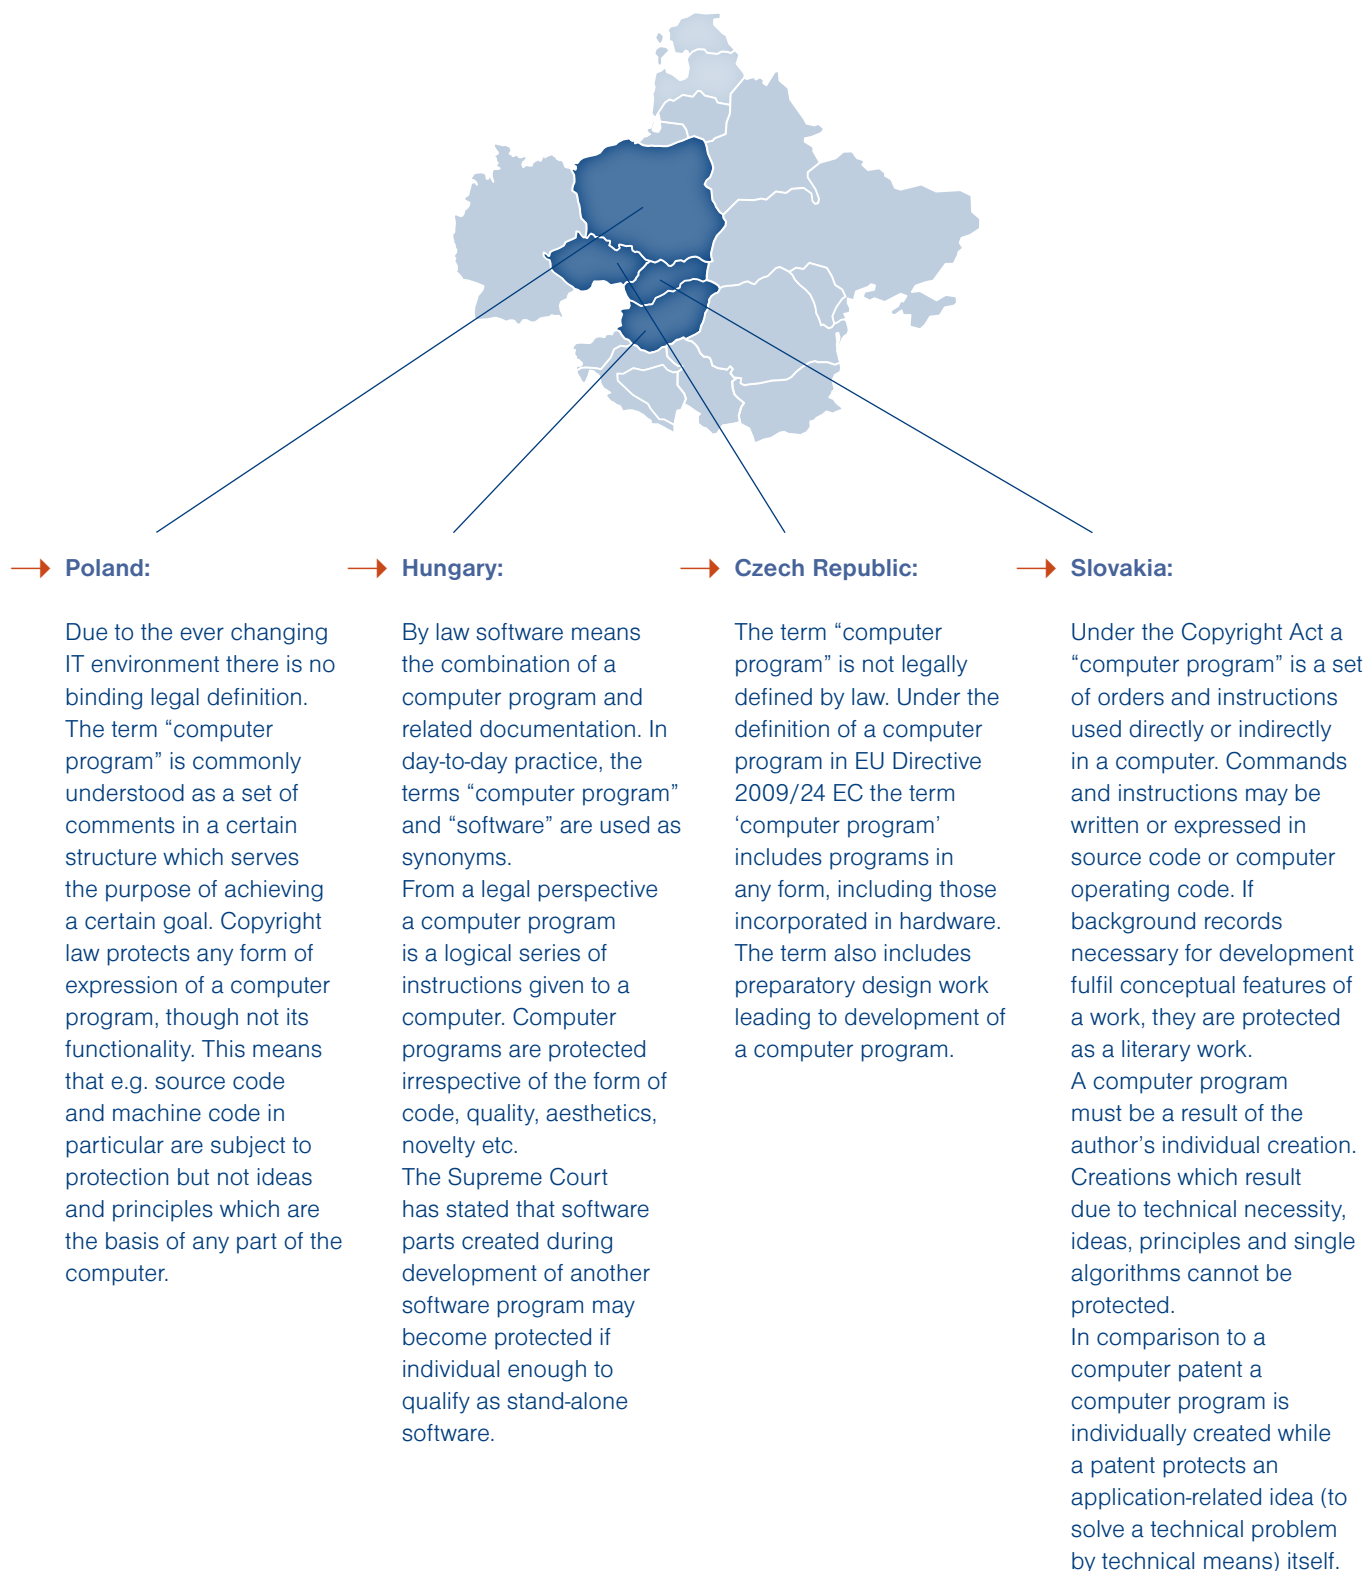 Poland:
Due to the ever changing
IT environment there is no
binding legal definition.
The term “computer
program” is commonly
understood as a set of
comments in a certain
structure which serves
the purpose of achieving
a certain goal. Copyright
law protects any form of
expression of a computer
program, though not its
functionality. This means
that e.g. source code
and machine code in
particular are subject to
protection but not ideas
and principles which are
the basis of any part of the
computer.
Hungary:
By law software means
the combination of a
computer program and
related documentation. In
day-to-day practice, the
terms “computer program”
and “software” are used as
synonyms.
From a legal perspective
a computer program
is a logical series of
instructions given to a
computer. Computer
programs are protected
irrespective of the form of
code, quality, aesthetics,
novelty etc.
The Supreme Court
has stated that software
parts created during
development of another
software program may
become protected if
individual enough to
qualify as stand-alone
software.
Czech Republic:
The term “computer
program” is not legally
defined by law. Under the
definition of a computer
program in EU Directive
2009/24 EC the term
‘computer program’
includes programs in
any form, including those
incorporated in hardware.
The term also includes
preparatory design work
leading to development of
a computer program.
Slovakia:
Under the Copyright Act a
“computer program” is a set
of orders and instructions
used directly or indirectly
in a computer. Commands
and instructions may be
written or expressed in
source code or computer
operating code. If
background records
necessary for development
fulfil conceptual features of
a work, they are protected
as a literary work.
A computer program
must be a result of the
author’s individual creation.
Creations which result
due to technical necessity,
ideas, principles and single
algorithms cannot be
protected.
In comparison to a
computer patent a
computer program is
individually created while
a patent protects an
application-related idea (to
solve a technical problem
by technical means) itself.